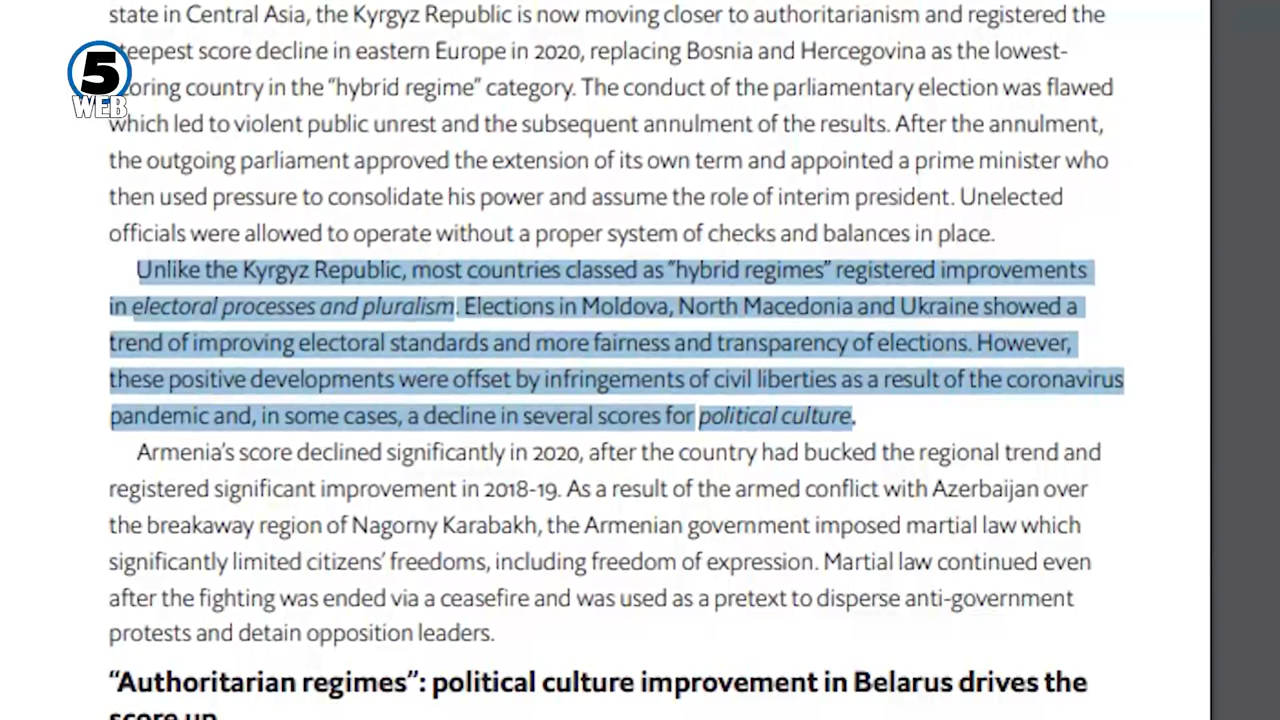 state in Central Asia, the Kyrgyz Republic is now moving closer to authoritarianism and registered the
5
WEB
steepest score decline in eastern Europe in 2020, replacing Bosnia and Hercegovina as the lowest-
scoring country in the “hybrid regime” category. The conduct of the parliamentary election was flawed
which led to violent public unrest and the subsequent annulment of the results. After the annulment,
the outgoing parliament approved the extension of its own term and appointed a prime minister who
then used pressure to consolidate his power and assume the role of interim president. Unelected
officials were allowed to operate without a proper system of checks and balances in place.
Unlike the Kyrgyz Republic, most countries classed as “hybrid regimes” registered improvements
in electoral processes and pluralism. Elections in Moldova, North Macedonia and Ukraine showed a
trend of improving electoral standards and more fairness and transparency of elections. However,
these positive developments were offset by infringements of civil liberties as a result of the coronavirus
pandemic and, in some cases, a decline in several scores for political culture.
Armenia’s score declined significantly in 2020, after the country had bucked the regional trend and
registered significant improvement in 2018-19. As a result of the armed conflict with Azerbaijan over
the breakaway region of Nagorny Karabakh, the Armenian government imposed martial law which
significantly limited citizens’ freedoms, including freedom of expression. Martial law continued even
after the fighting was ended via a ceasefire and was used as a pretext to disperse anti-government
protests and detain opposition leaders.
“Authoritarian regimes”: political culture improvement in Belarus drives the
score up